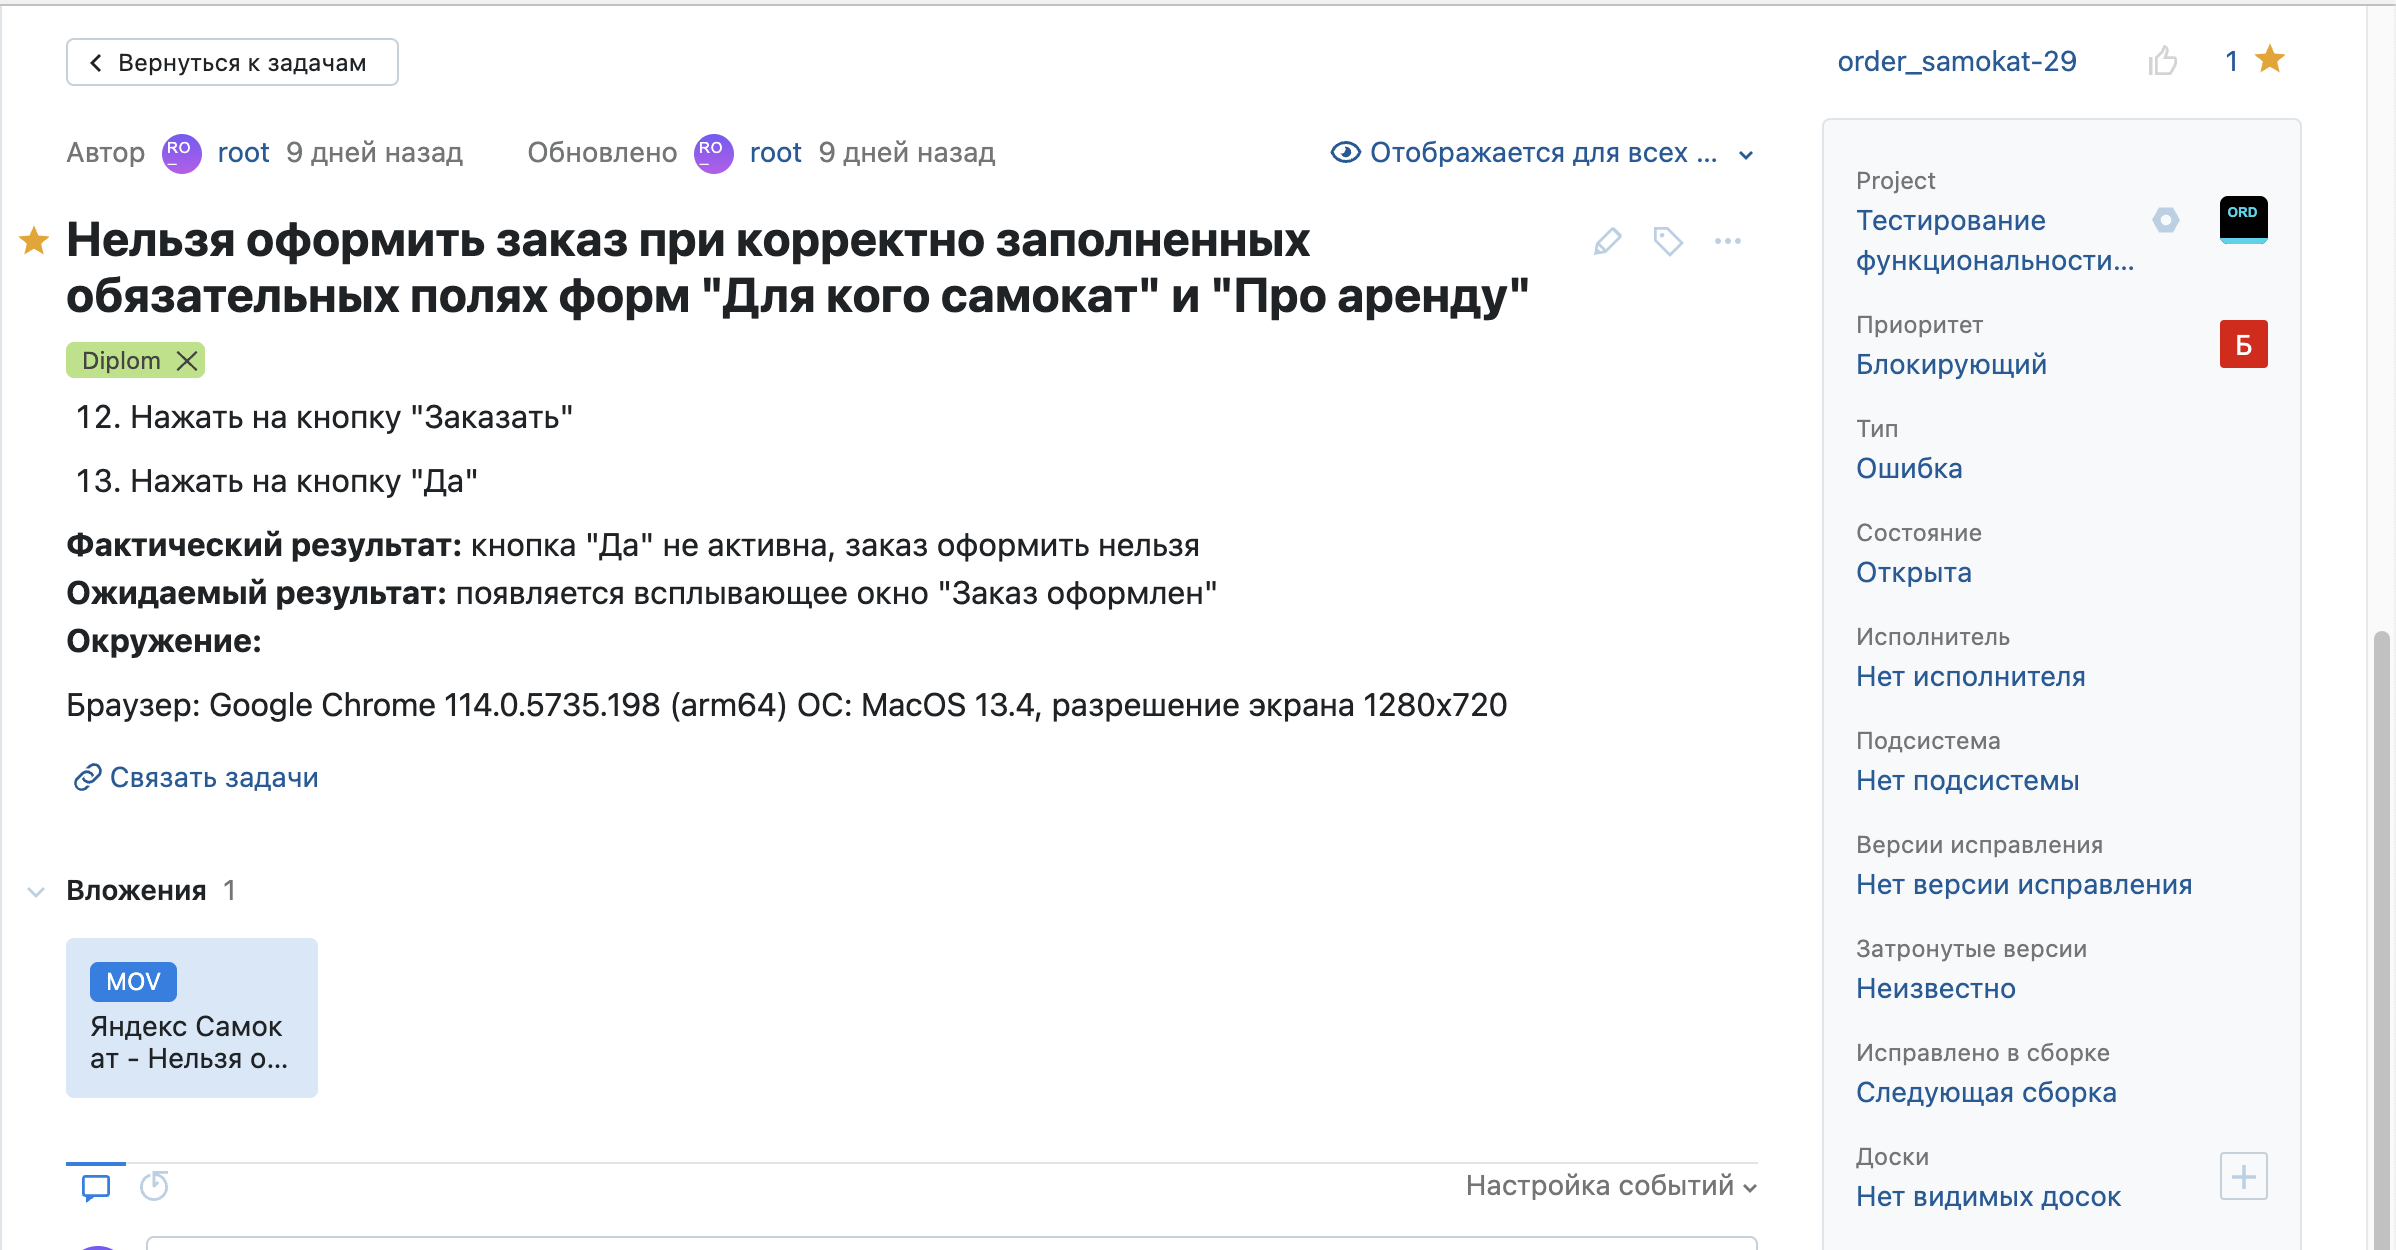 Вернуться к задачам
order_samokat-29
1
Автор RO_ root 9 дней назад Обновлено RO_ root 9 дней назад
Отображается для всех ...
Нельзя оформить заказ при корректно заполненных
обязательных полях форм "Для кого самокат" и "Про аренду"
Diplom
12. Нажать на кнопку "Заказать"
13. Нажать на кнопку "Да"
Фактический результат: кнопка "Да" не активна, заказ оформить нельзя
Ожидаемый результат: появляется всплывающее окно "Заказ оформлен"
Окружение:
Браузер: Google Chrome 114.0.5735.198 (arm64) ОС: MacOS 13.4, разрешение экрана 1280x720
Связать задачи
Вложения 1
MOV
Яндекс Самок
ат - Нельзя о...
Настройка событий
Project
Тестирование
функциональности...
ORD
Приоритет
Блокирующий
Б
Тип
Ошибка
Состояние
Открыта
Исполнитель
Нет исполнителя
Подсистема
Нет подсистемы
Версии исправления
Нет версии исправления
Затронутые версии
Неизвестно
Исправлено в сборке
Следующая сборка
Доски
Нет видимых досок